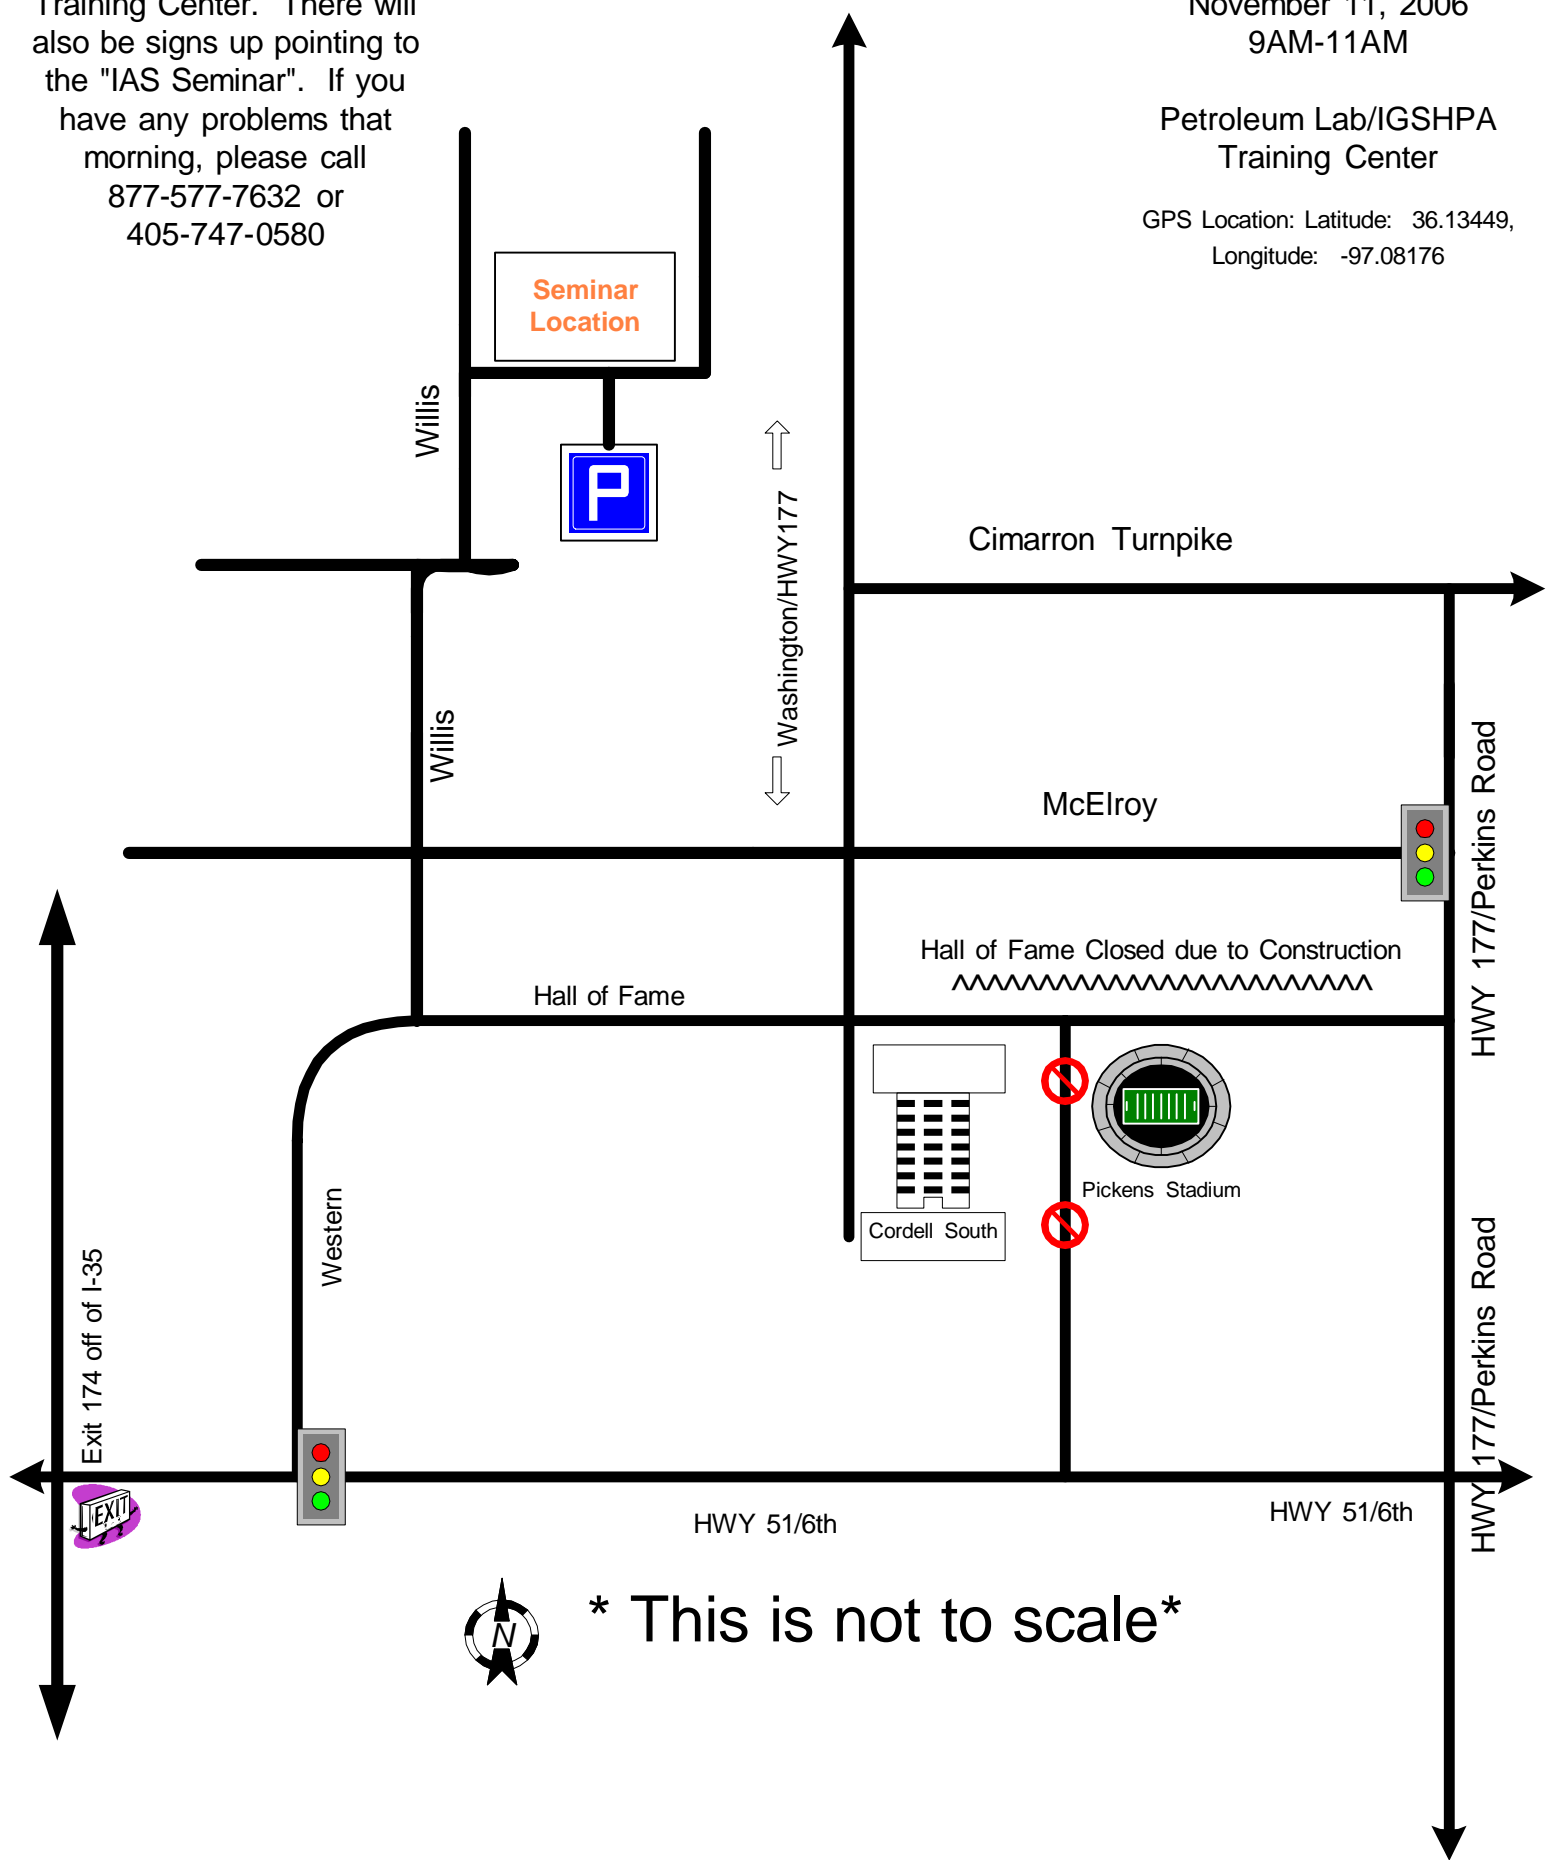 Training Center. There will
also be signs up pointing to
the "IAS Seminar". If you
have any problems that
morning, please call
877-577-7632 or
405-747-0580
November 11, 2006
9AM-11AM
Petroleum Lab/IGSHPA
Training Center
GPS Location: Latitude: 36.13449,
Longitude: -97.08176
Seminar
Location
Willis
P
Washington/HWY177
Cimarron Turnpike
Willis
McElroy
HWY 177/Perkins Road
Hall of Fame Closed due to Construction
^^^^^^^^^^^^^^^^^^^^^^^^
Hall of Fame
Pickens Stadium
Cordell South
Western
Exit 174 off of I-35
HWY 177/Perkins Road
EXIT
HWY 51/6th
HWY 51/6th
N
* This is not to scale*